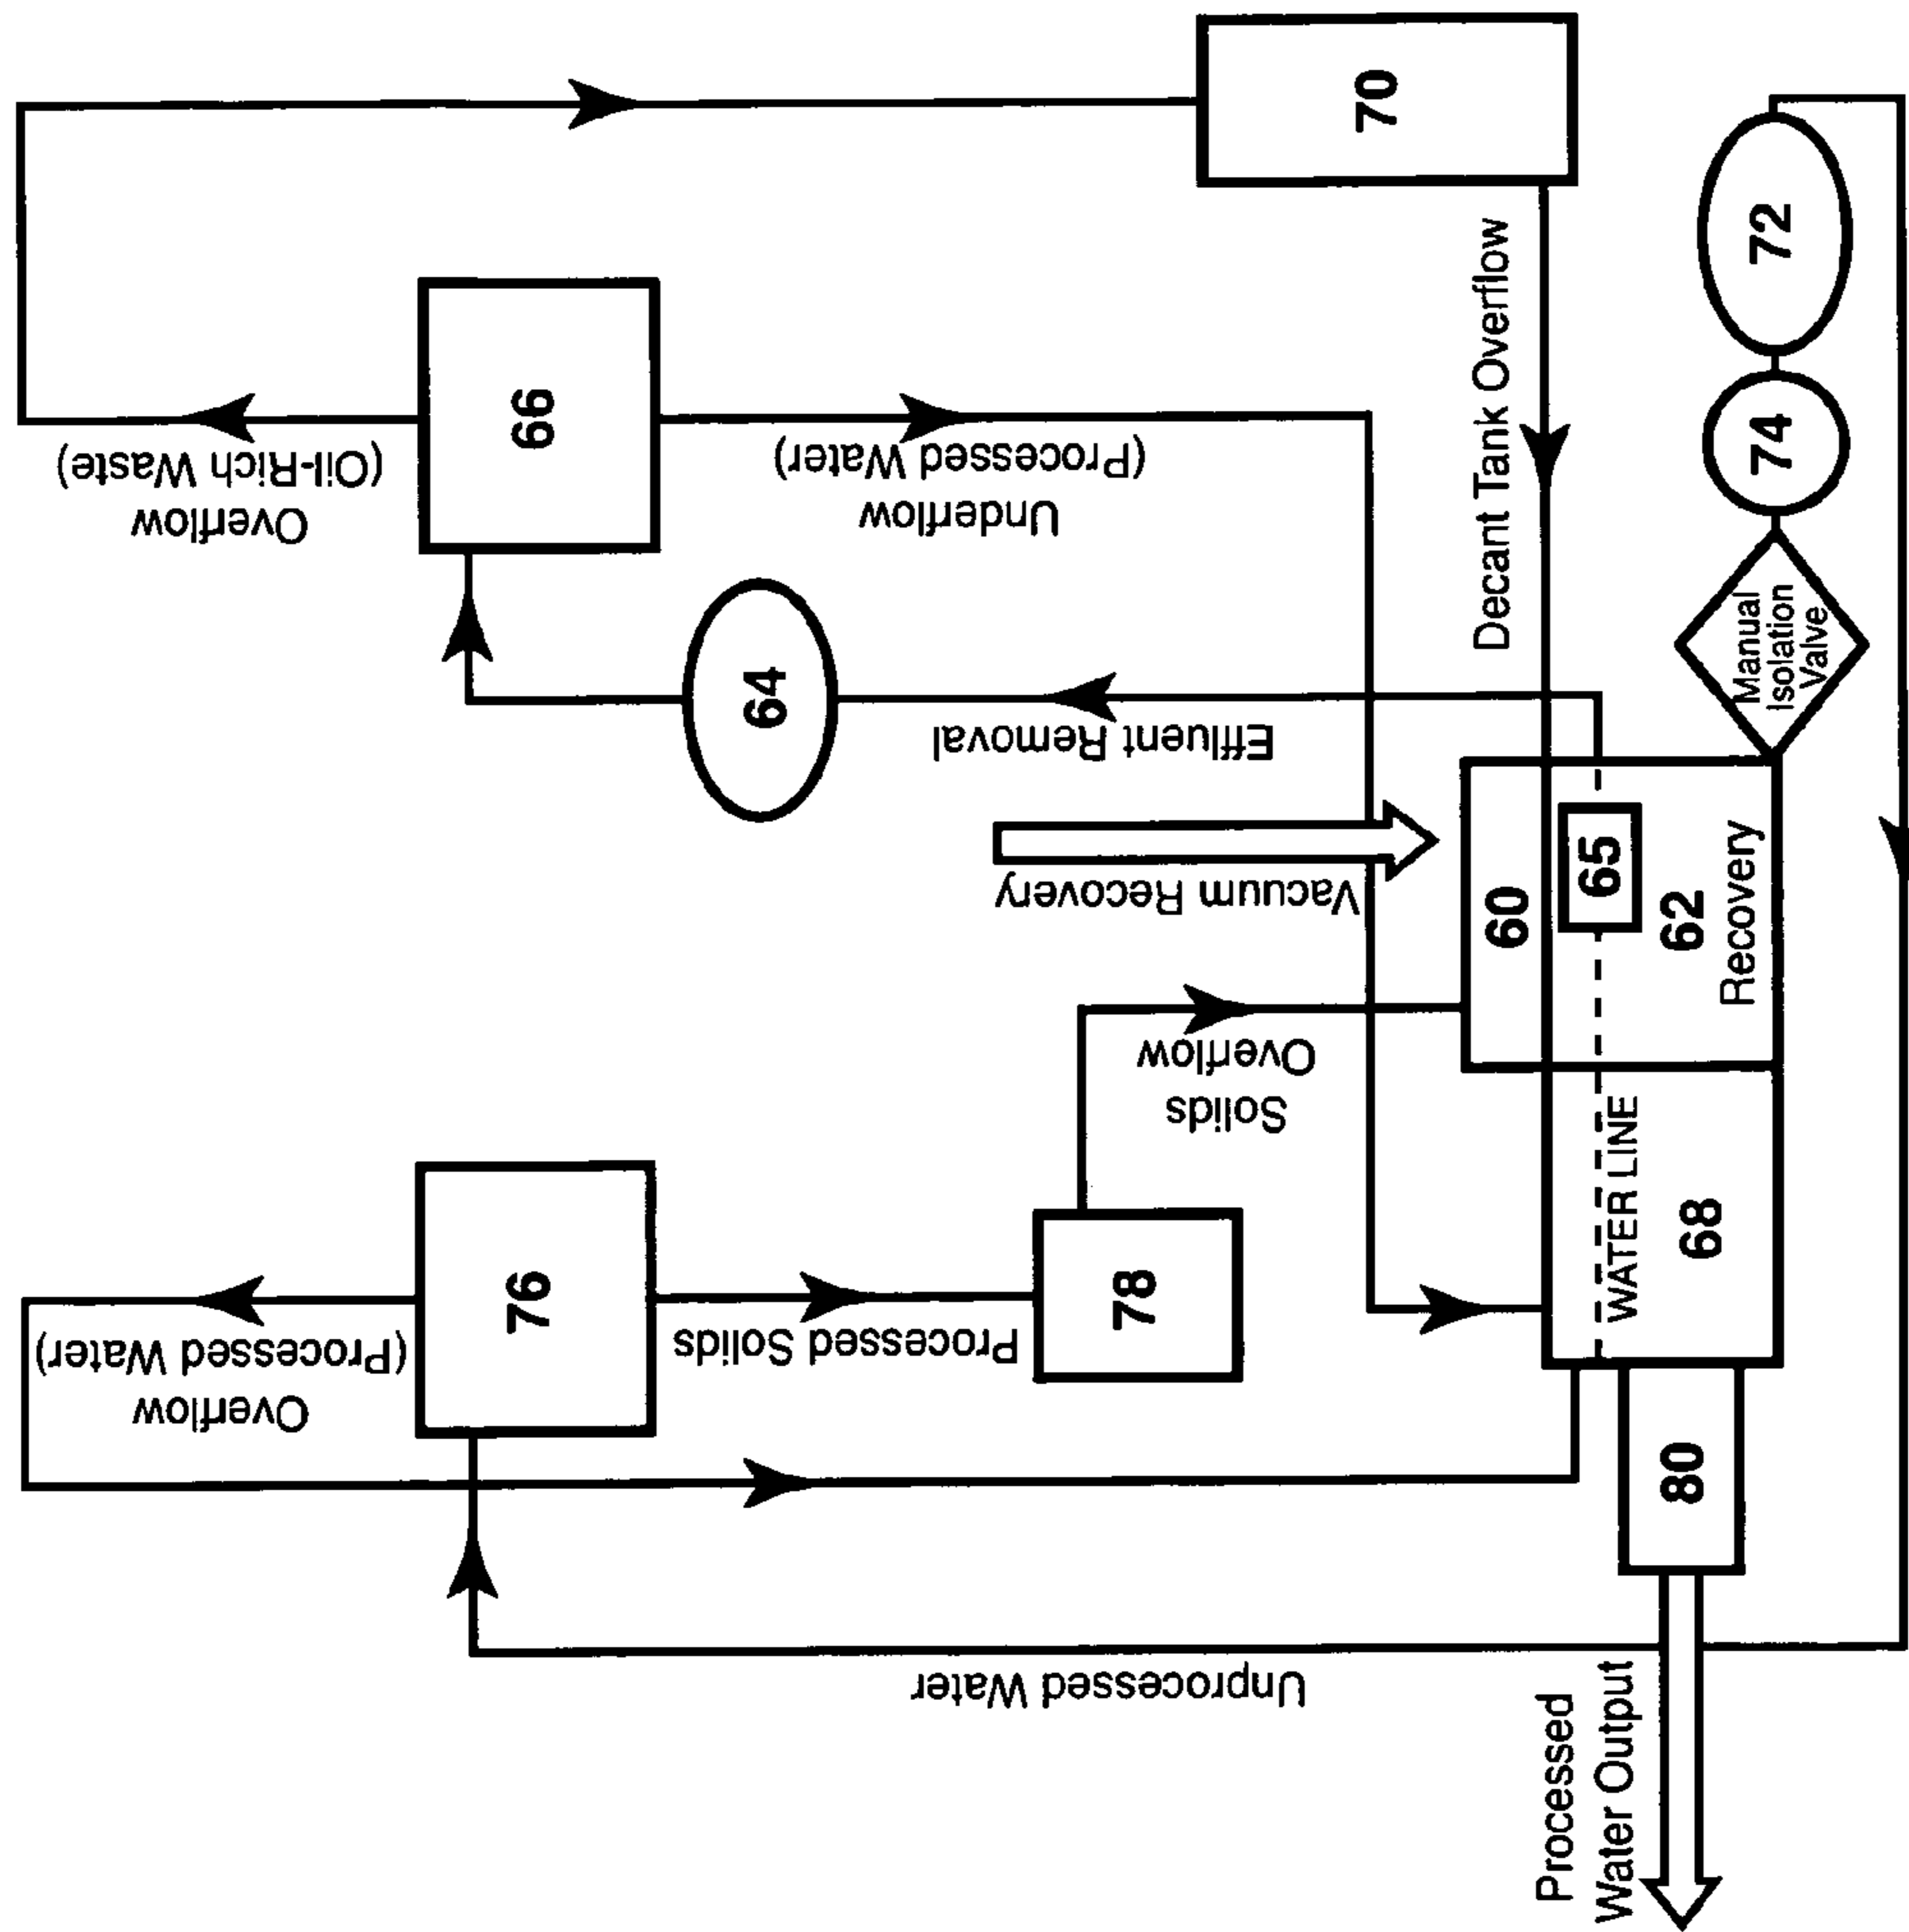 70
72
74
Manual
Isolation
Valve
Decant Tank Overflow
66
Overflow
(Oil-Rich Waste)
Underflow
(Processed Water)
64
Effluent Removal
Vacuum Recovery
60
65
62
Recovery
Solids
Overflow
WATER LINE
68
76
78
Processed Solids
Overflow
(Processed Water)
80
Unprocessed Water
Processed
Water Output